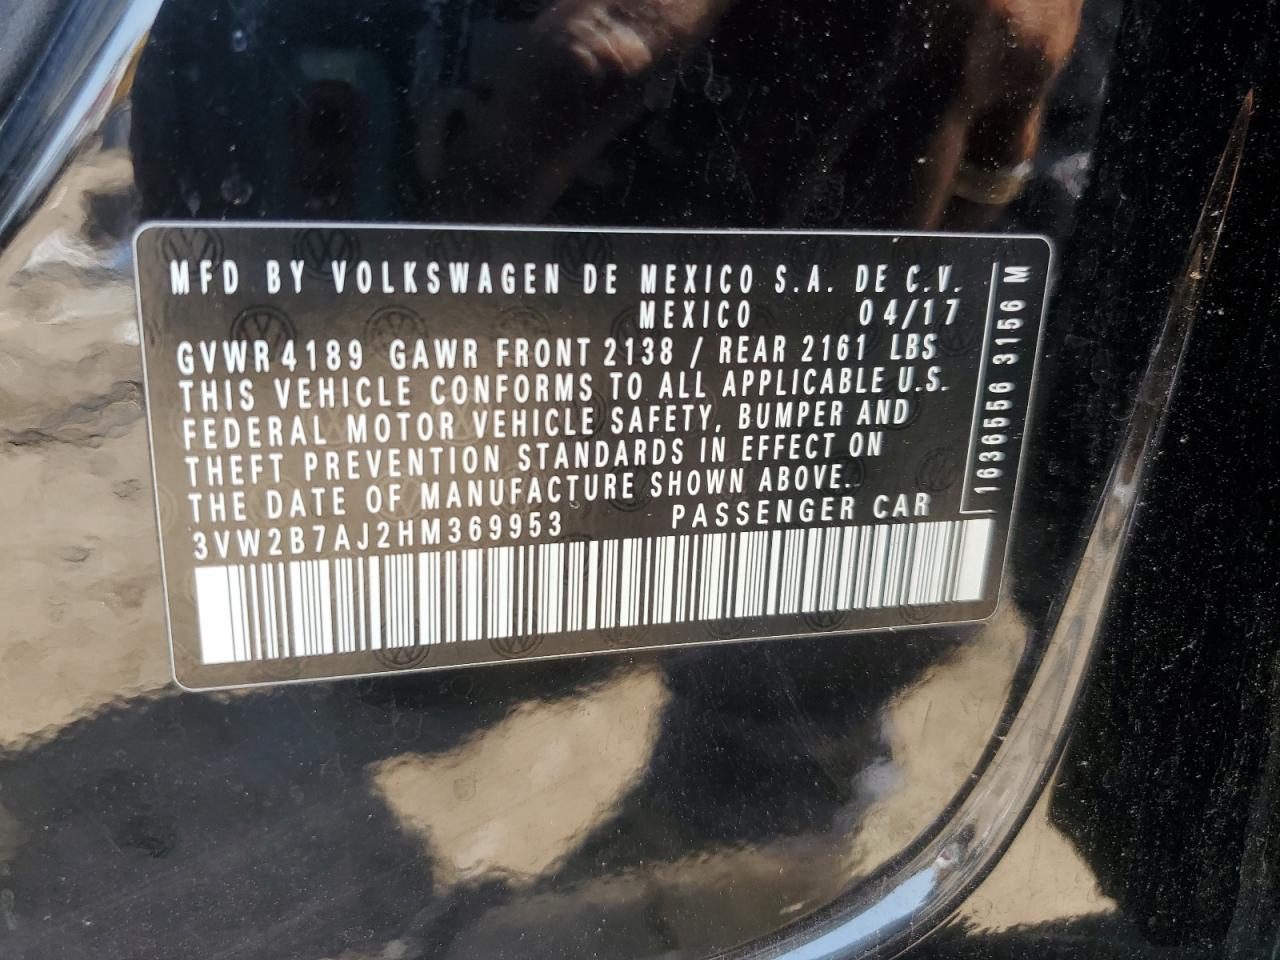 MFD BY VOLKSWAGEN DE MEXICO S.A. DE C.V.
MEXICO 04/17
GVWR 4189 GAWR FRONT 2138 / REAR 2161 LBS
THIS VEHICLE CONFORMS TO ALL APPLICABLE U.S.
FEDERAL MOTOR VEHICLE SAFETY, BUMPER AND
THEFT PREVENTION STANDARDS IN EFFECT ON
THE DATE OF MANUFACTURE SHOWN ABOVE.
3VW2B7AJ2HM369953 PASSENGER CAR
1636556 3156 M